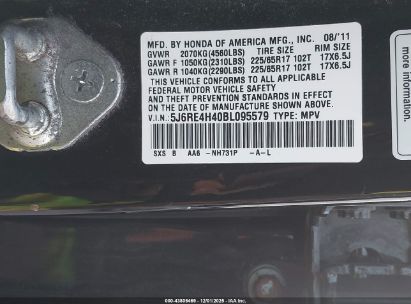 MFD. BY HONDA OF AMERICA MFG., INC. 08/'11
GVWR 2070KG(4560LBS) TIRE SIZE RIM SIZE
GAWR F 1050KG(2310LBS) 225/65R17 102T 17X6.5J
GAWR R 1040KG(2290LBS) 225/65R17 102T 17X6.5J
THIS VEHICLE CONFORMS TO ALL APPLICABLE
FEDERAL MOTOR VEHICLE SAFETY AND THEFT
PREVENTION STANDARDS IN EFFECT ON THE DATE OF
MANUFACTURE SHOWN ABOVE.
V.I.N. 5J6RE4H40BL095579 TYPE: MPV
SXS B AA6 -NH731P -A-L